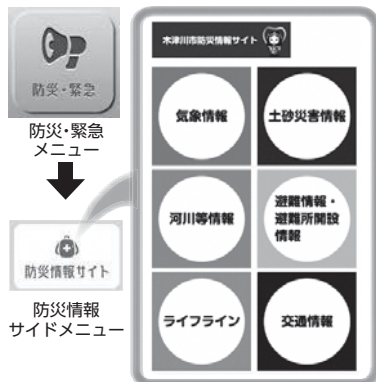 防災・緊急
防災・緊急
メニュー
防災情報サイト
防災情報
サイドメニュー
木津川市防災情報サイト
気象情報
土砂災害情報
河川等情報
避難情報・
避難所開設
情報
ライフライン
交通情報